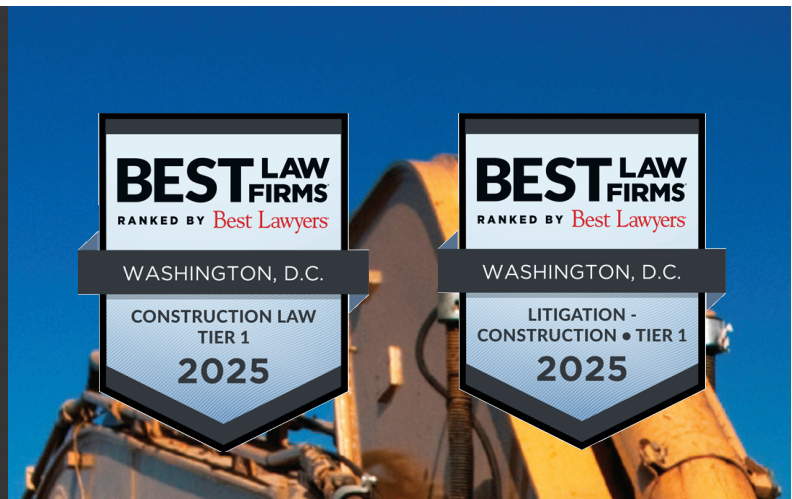 BEST LAW FIRMS
RANKED BY Best Lawyers
WASHINGTON, D.C.
CONSTRUCTION LAW
TIER 1
2025
BEST LAW FIRMS
RANKED BY Best Lawyers
WASHINGTON, D.C.
LITIGATION -
CONSTRUCTION • TIER 1
2025